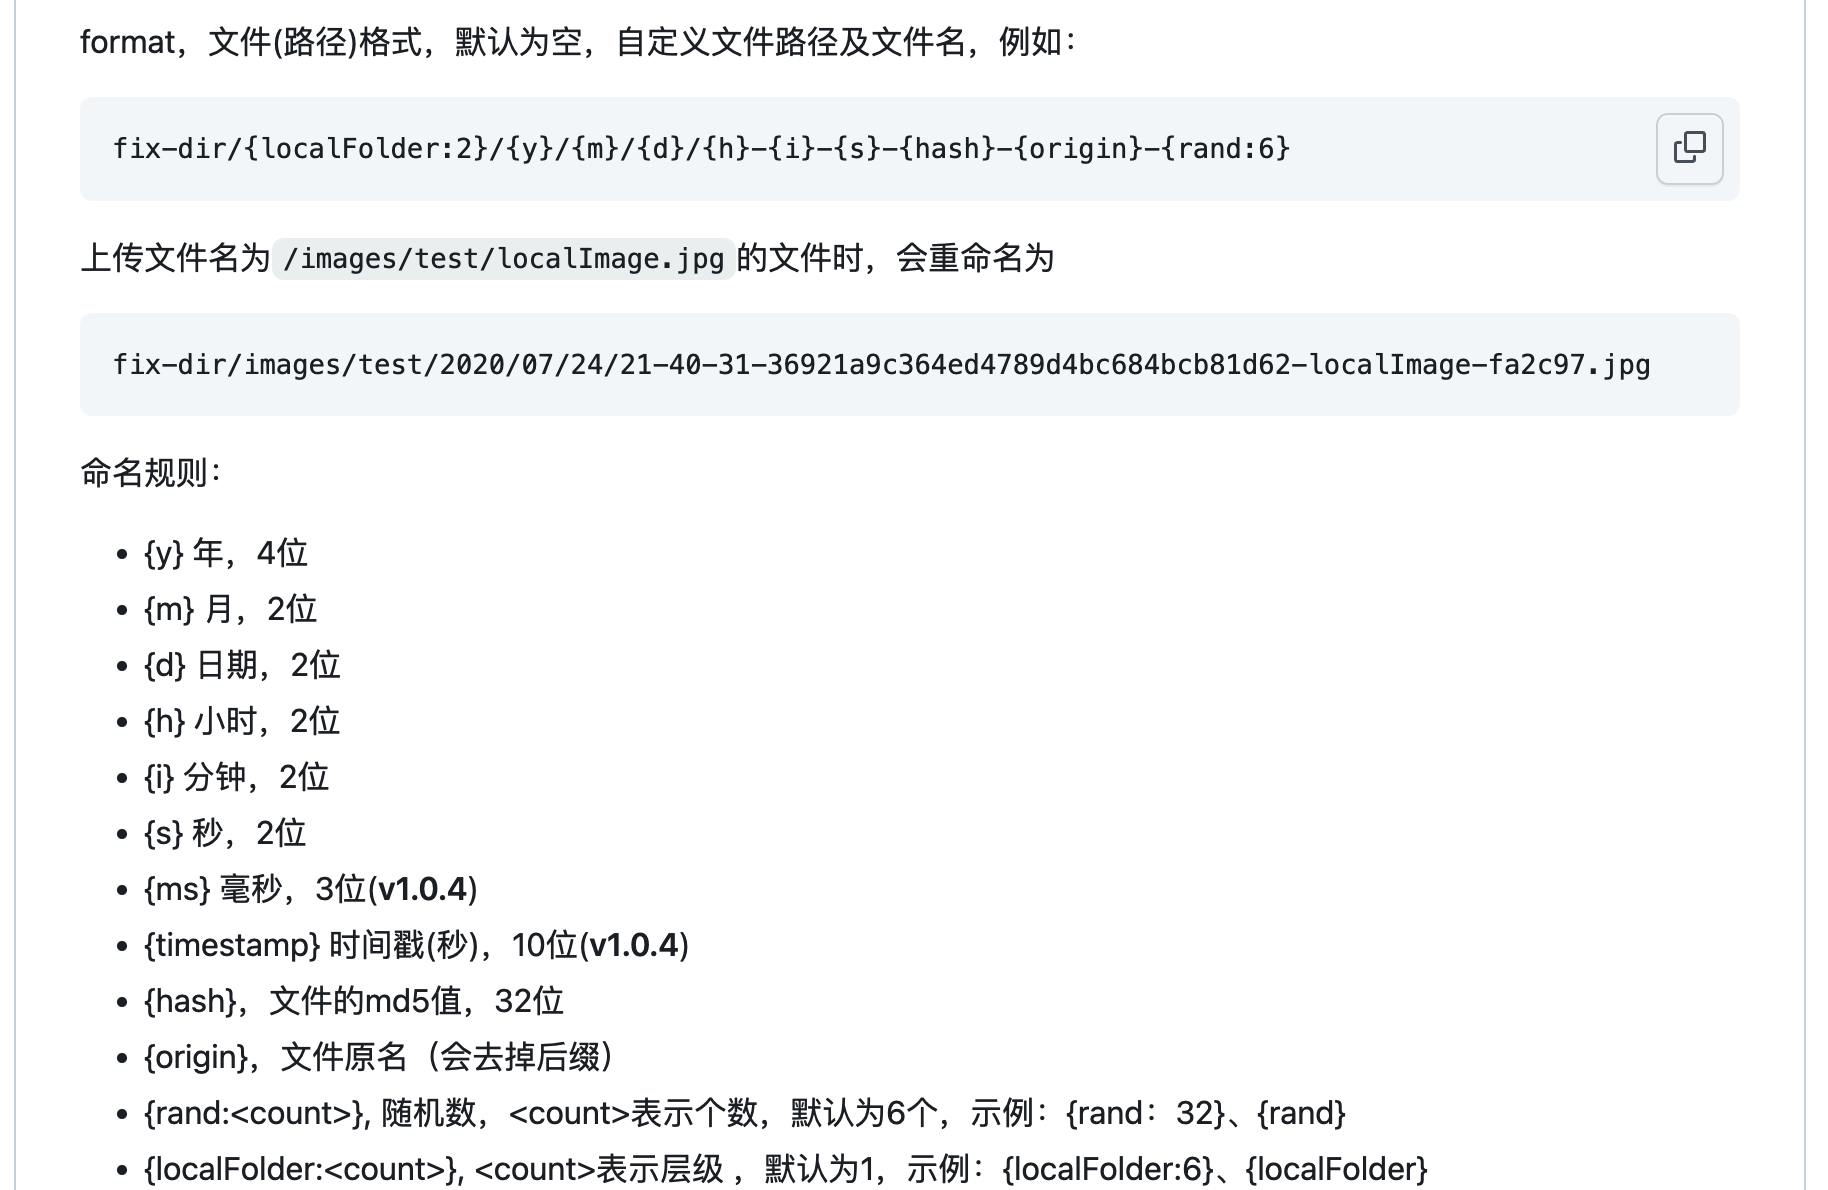 format，文件(路径)格式，默认为空，自定义文件路径及文件名，例如：
fix-dir/{localFolder:2}/{y}/{m}/{d}/{h}-{i}-{s}-{hash}-{origin}-{rand:6}
上传文件名为/images/test/localImage.jpg的文件时，会重命名为
fix-dir/images/test/2020/07/24/21-40-31-36921a9c364ed4789d4bc684bcb81d62-localImage-fa2c97.jpg
命名规则：
• {y} 年，4位
• {m} 月，2位
• {d} 日期，2位
• {h} 小时，2位
• {i} 分钟，2位
• {s} 秒，2位
• {ms} 毫秒，3位(v1.0.4)
• {timestamp} 时间戳(秒)，10位(v1.0.4)
• {hash}，文件的md5值，32位
• {origin}，文件原名（会去掉后缀）
• {rand:<count>}, 随机数，<count>表示个数，默认为6个，示例：{rand：32}、{rand}
• {localFolder:<count>}, <count>表示层级 ，默认为1，示例：{localFolder:6}、{localFolder}